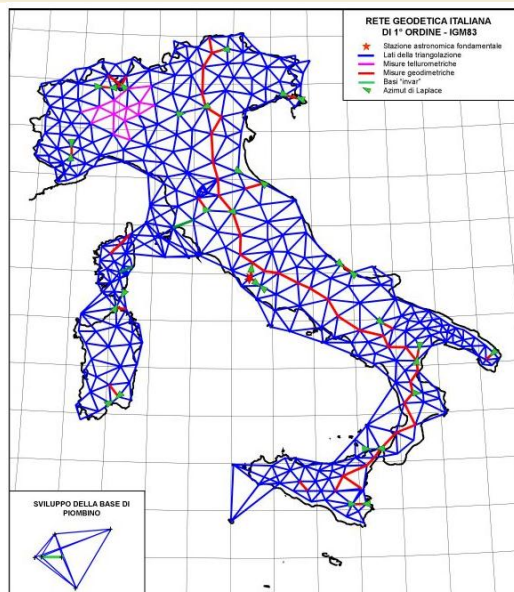 RETE GEODETICA ITALIANA
DI 1° ORDINE - IGM83
Stazione astronomica fondamentale
Lati della triangolazione
Misure tellurometriche
Misure geodimetriche
Basi "invar"
Azimut di Laplace
SVILUPPO DELLA BASE DI
PIOMBINO